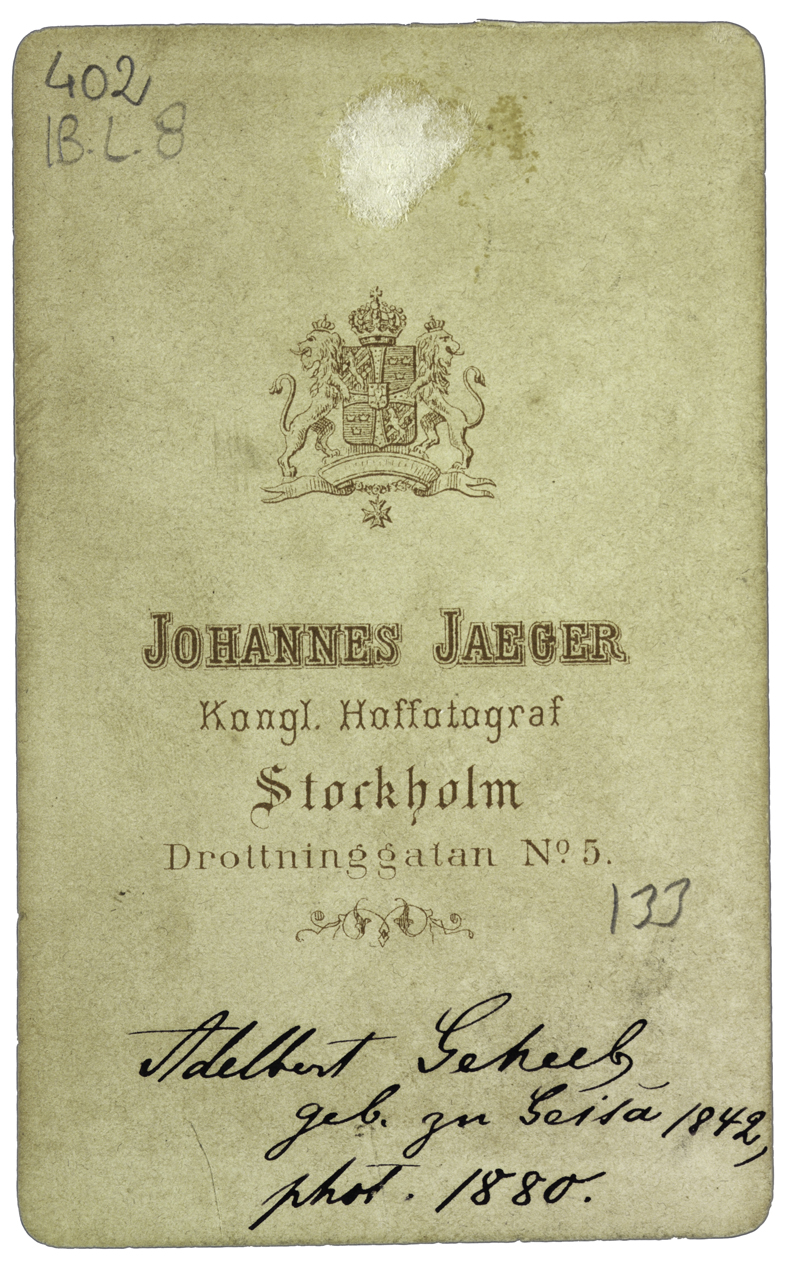 402
IB.L.8
JOHANNES JAEGER
Kongl. Hoffotograf
Stockholm
Drottninggatan Nº 5.
133
Adelbert Geheeb
geb. zu Geisa 1842,
phot. 1880.